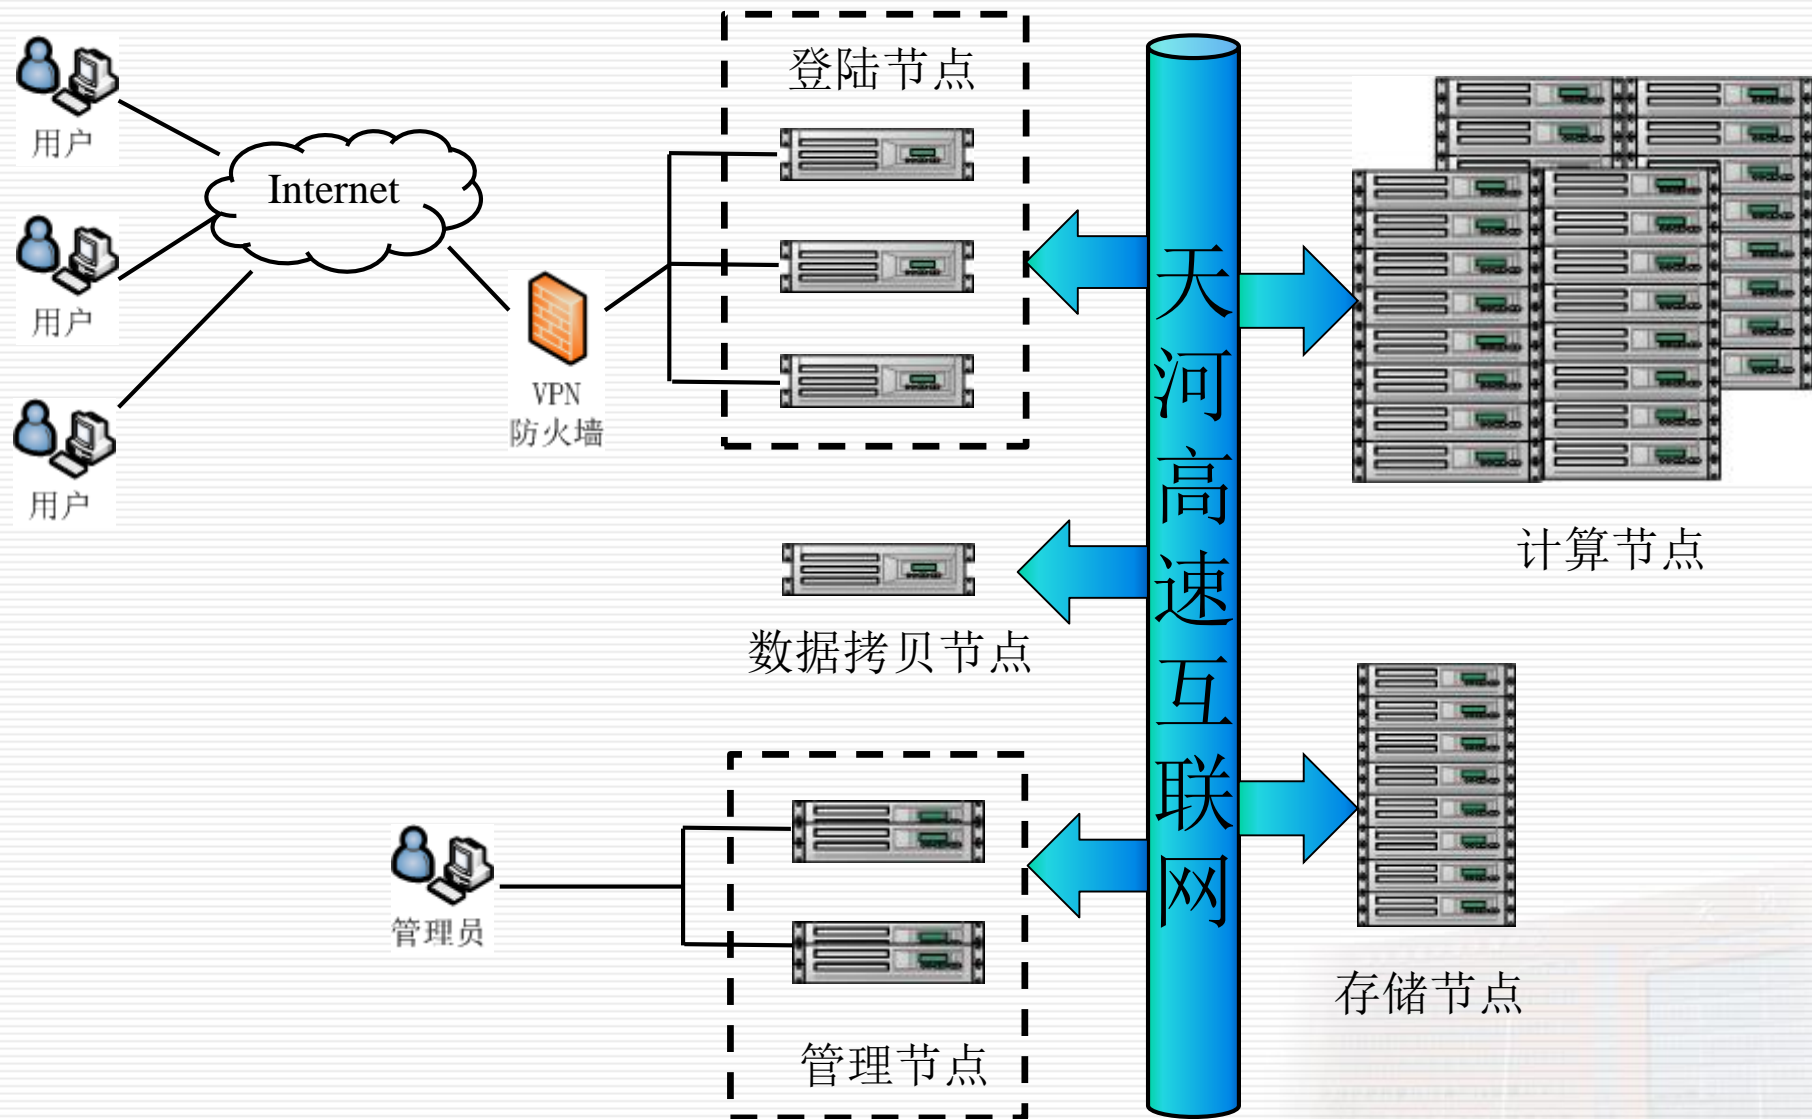 登陆节点
用户
Internet
用户
VPN
防火墙
用户
天河高速互联网
计算节点
数据拷贝节点
管理员
存储节点
管理节点